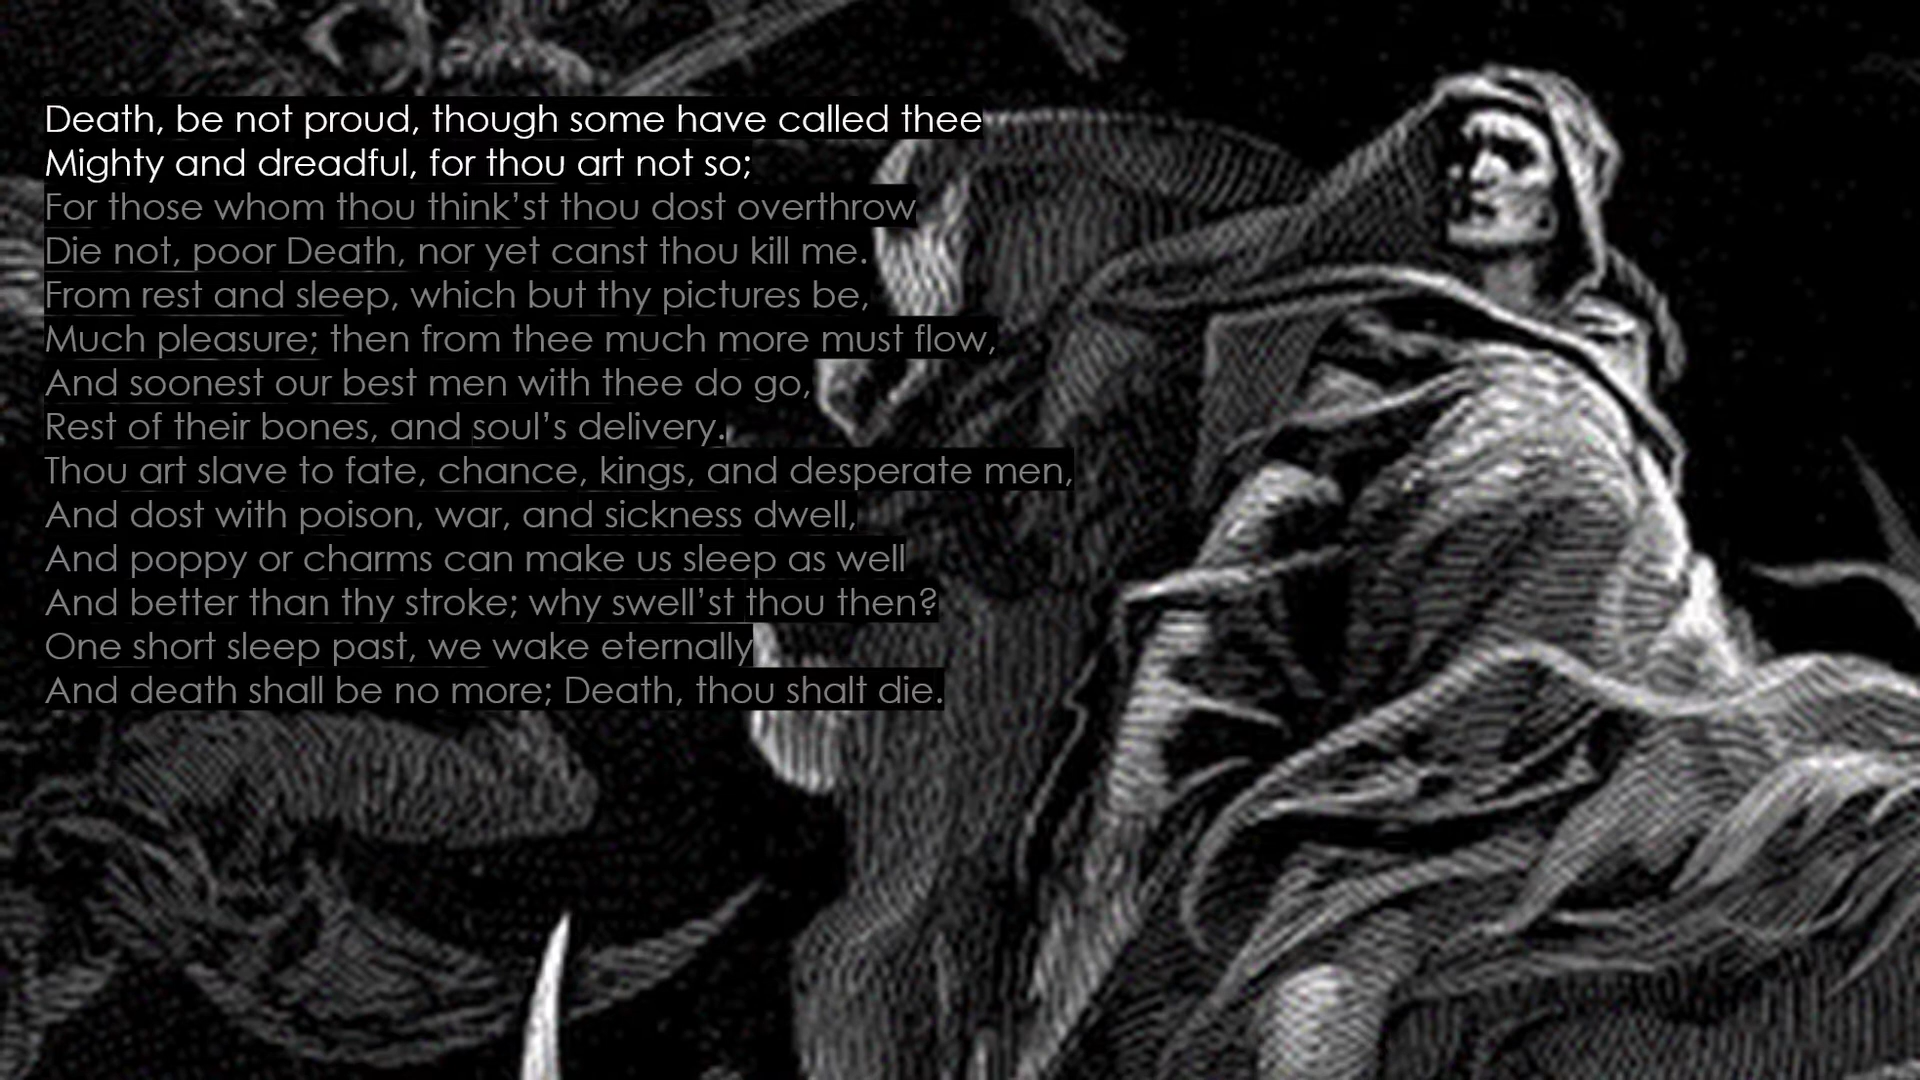 Death, be not proud, though some have called thee
Mighty and dreadful, for thou art not so;
For those whom thou think’st thou dost overthrow
Die not, poor Death, nor yet canst thou kill me.
From rest and sleep, which but thy pictures be,
Much pleasure; then from thee much more must flow,
And soonest our best men with thee do go,
Rest of their bones, and soul’s delivery.
Thou art slave to fate, chance, kings, and desperate men,
And dost with poison, war, and sickness dwell,
And poppy or charms can make us sleep as well
And better than thy stroke; why swell’st thou then?
One short sleep past, we wake eternally
And death shall be no more; Death, thou shalt die.